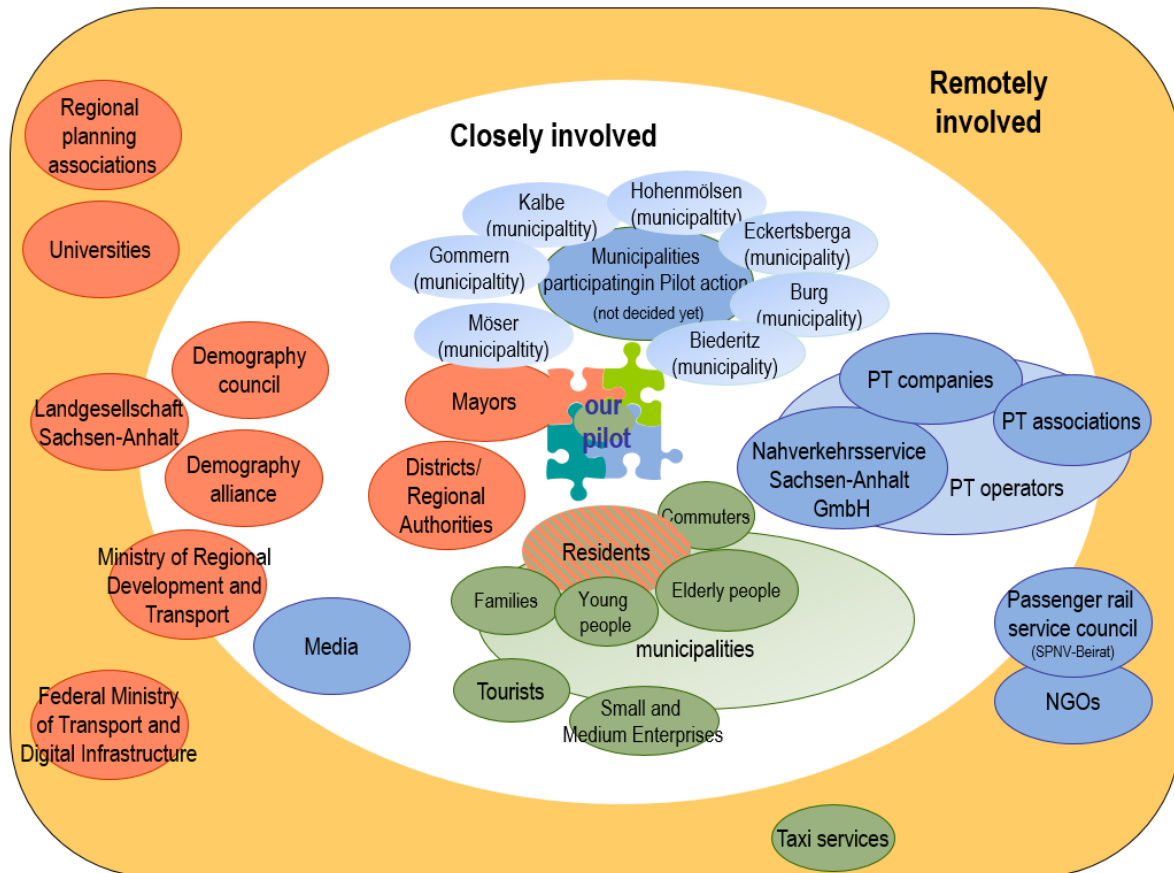 Remotely
involved
Closely involved
Regional
planning
associations
Universities
Demography
council
Landgesellschaft
Sachsen-Anhalt
Demography
alliance
Ministry of Regional
Development and
Transport
Federal Ministry
of Transport and
Digital Infrastructure
Media
Kalbe
(municipaltity)
Hohenmölsen
(municipaltity)
Gommern
(municipaltity)
Municipalities
participatingin Pilot action
(not decided yet)
Eckertsberga
(municipality)
Burg
(municipality)
Möser
(municipaltity)
Biederitz
(municipality)
Mayors
our
pilot
Districts/
Regional
Authorities
PT companies
PT associations
Nahverkehrsservice
Sachsen-Anhalt
GmbH
PT operators
Commuters
Residents
Families
Young
people
Elderly people
municipalities
Tourists
Small and
Medium Enterprises
Passenger rail
service council
(SPNV-Beirat)
NGOs
Taxi services